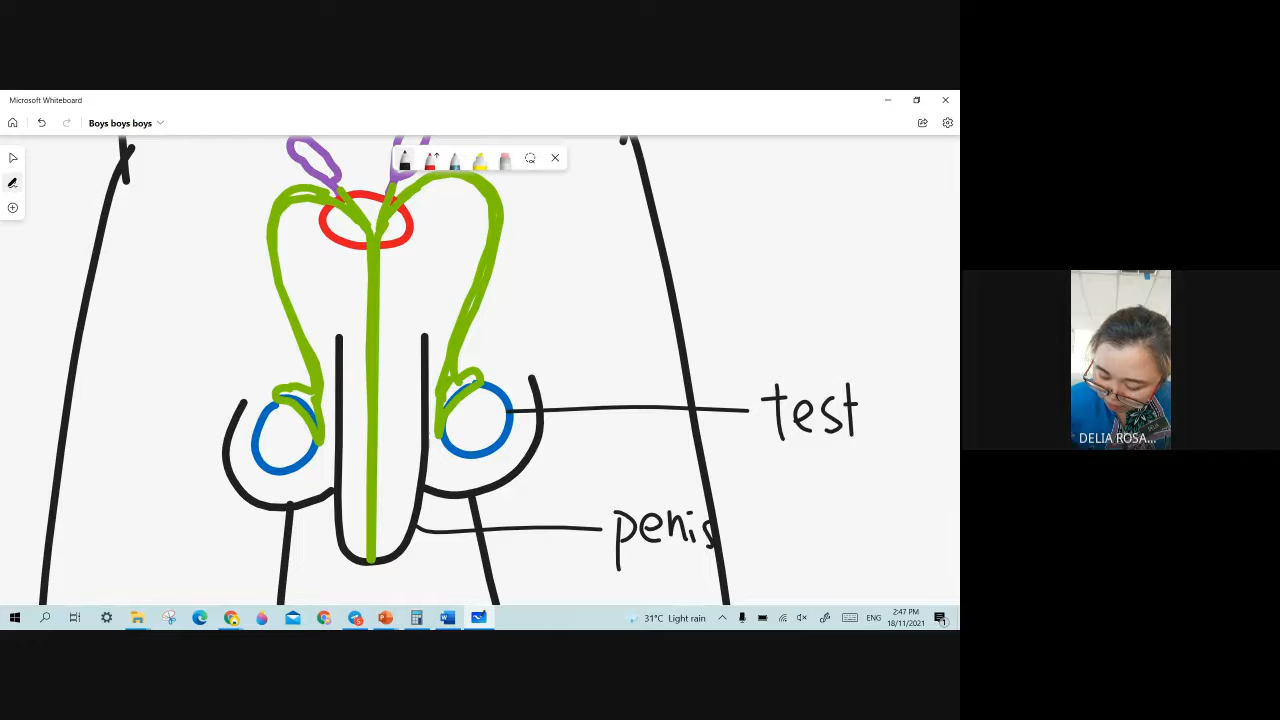 Microsoft Whiteboard
Boys boys boys
test
penis
DELIA ROSA...
31°C Light rain
ENG
2:47 PM
18/11/2021